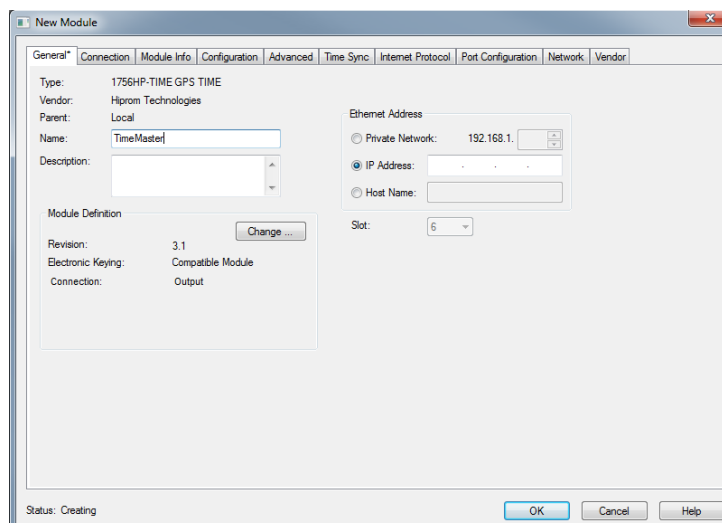 New Module
General* Connection Module Info Configuration Advanced Time Sync Internet Protocol Port Configuration Network Vendor
Type: 1756HP-TIME GPS TIME
Vendor: Hiprom Technologies
Parent: Local
Name: TimeMaster
Description:
Ethernet Address
Private Network: 192.168.1.
IP Address: . . .
Host Name:
Slot: 6
Module Definition
Change ...
Revision: 3.1
Electronic Keying: Compatible Module
Connection: Output
Status: Creating
OK Cancel Help